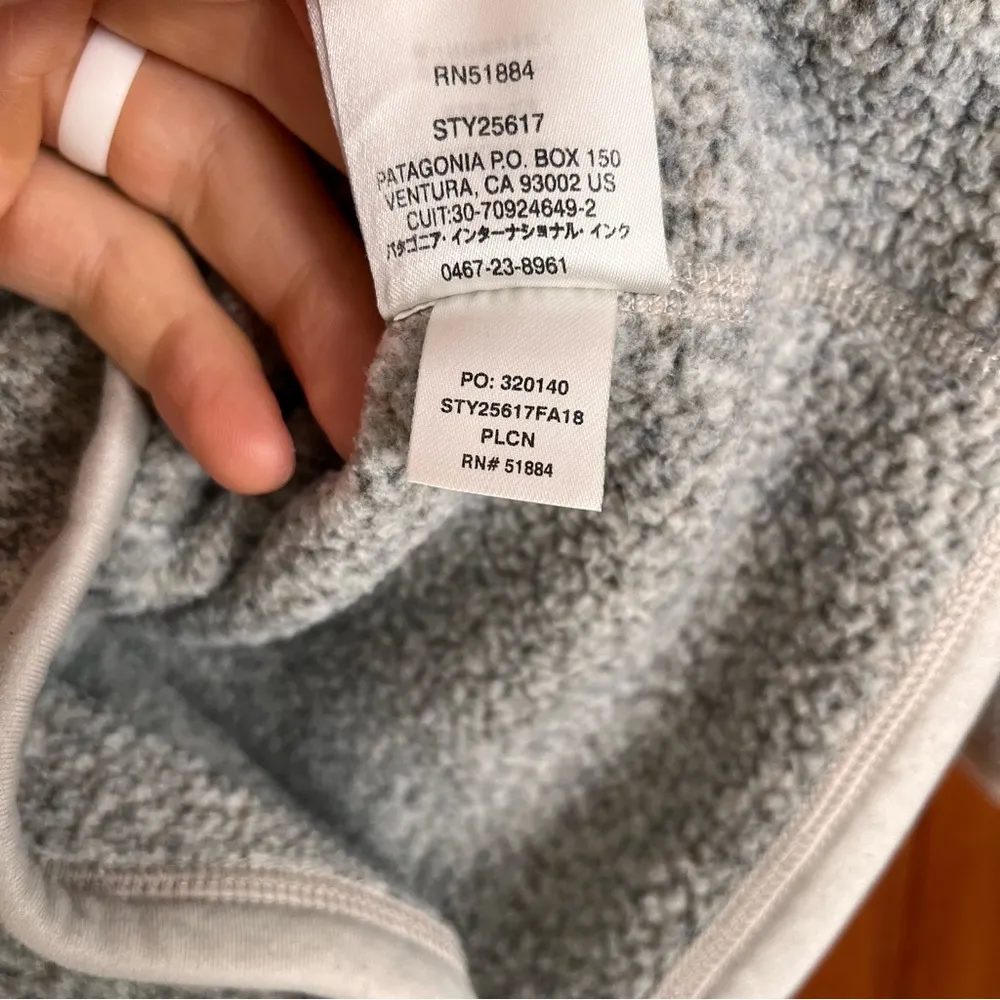 RN51884
STY25617
PATAGONIA P.O. BOX 150
VENTURA, CA 93002 US
CUIT:30-70924649-2
パタゴニア・インターナショナル・インク
0467-23-8961
PO: 320140
STY25617FA18
PLCN
RN# 51884